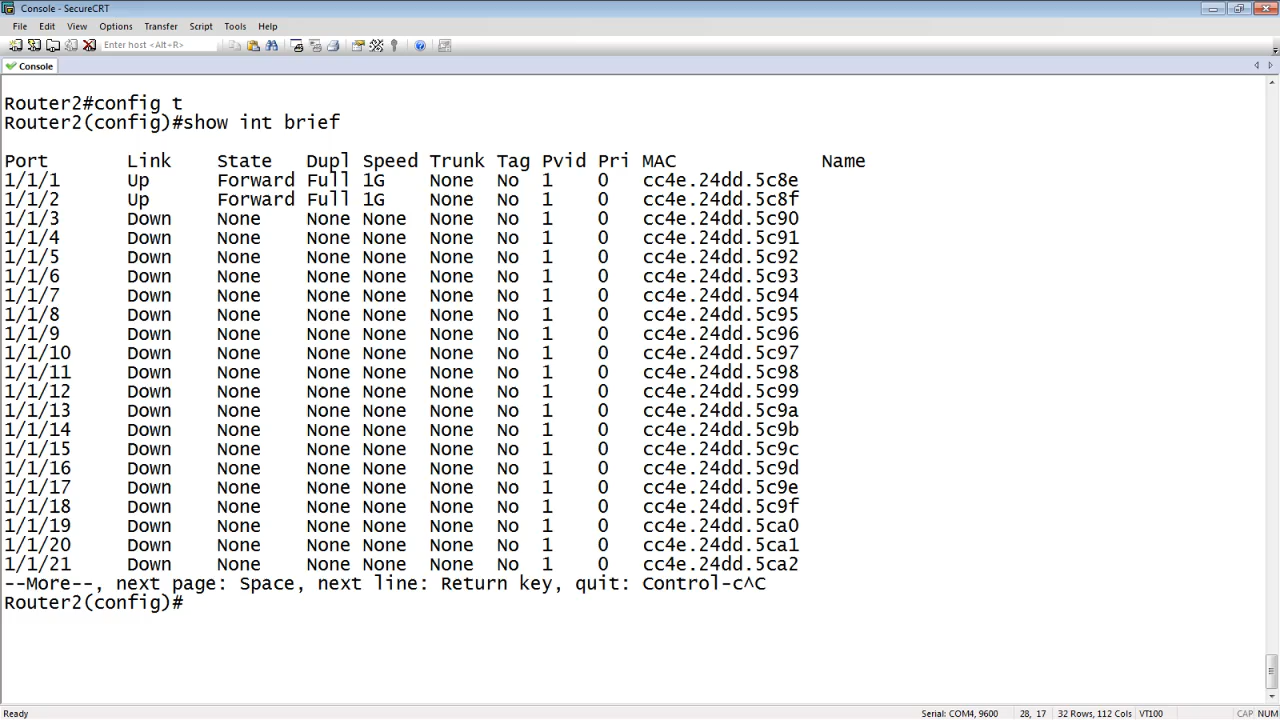 Console - SecureCRT
File Edit View Options Transfer Script Tools Help
Enter host <Alt+R>
Console
Router2#config t
Router2(config)#show int brief
Port Link State Dupl Speed Trunk Tag Pvid Pri MAC Name
1/1/1 Up Forward Full 1G None No 1 0 cc4e.24dd.5c8e
1/1/2 Up Forward Full 1G None No 1 0 cc4e.24dd.5c8f
1/1/3 Down None None None None No 1 0 cc4e.24dd.5c90
1/1/4 Down None None None None No 1 0 cc4e.24dd.5c91
1/1/5 Down None None None None No 1 0 cc4e.24dd.5c92
1/1/6 Down None None None None No 1 0 cc4e.24dd.5c93
1/1/7 Down None None None None No 1 0 cc4e.24dd.5c94
1/1/8 Down None None None None No 1 0 cc4e.24dd.5c95
1/1/9 Down None None None None No 1 0 cc4e.24dd.5c96
1/1/10 Down None None None None No 1 0 cc4e.24dd.5c97
1/1/11 Down None None None None No 1 0 cc4e.24dd.5c98
1/1/12 Down None None None None No 1 0 cc4e.24dd.5c99
1/1/13 Down None None None None No 1 0 cc4e.24dd.5c9a
1/1/14 Down None None None None No 1 0 cc4e.24dd.5c9b
1/1/15 Down None None None None No 1 0 cc4e.24dd.5c9c
1/1/16 Down None None None None No 1 0 cc4e.24dd.5c9d
1/1/17 Down None None None None No 1 0 cc4e.24dd.5c9e
1/1/18 Down None None None None No 1 0 cc4e.24dd.5c9f
1/1/19 Down None None None None No 1 0 cc4e.24dd.5ca0
1/1/20 Down None None None None No 1 0 cc4e.24dd.5ca1
1/1/21 Down None None None None No 1 0 cc4e.24dd.5ca2
--More--, next page: Space, next line: Return key, quit: Control-c^C
Router2(config)#
Ready Serial: COM4, 9600 28, 17 32 Rows, 112 Cols VT100 CAP NUM